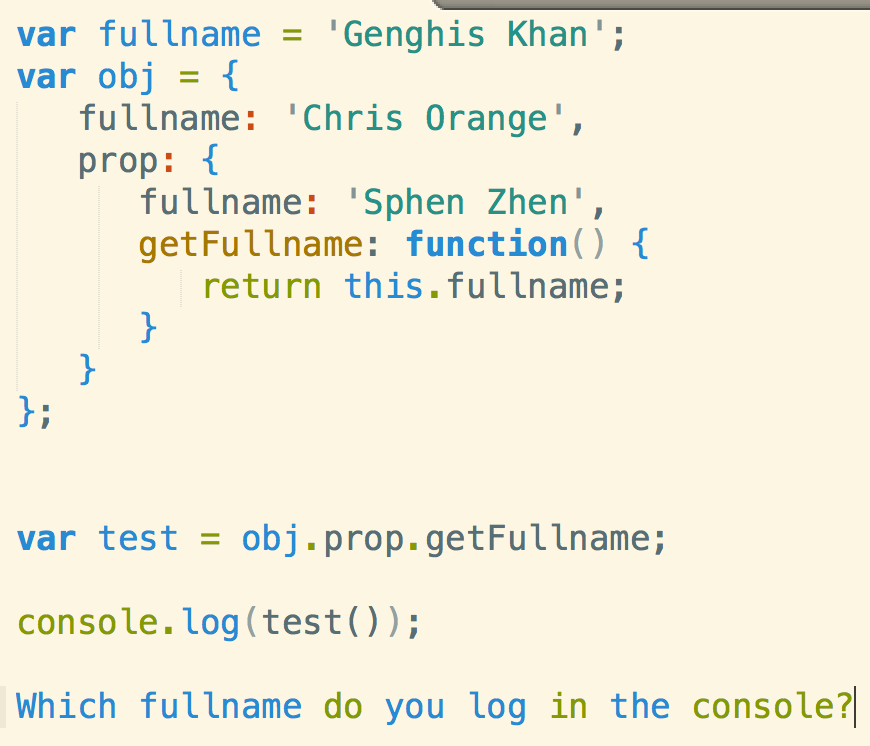 var fullname = 'Genghis Khan';
var obj = {
   fullname: 'Chris Orange',
   prop: {
      fullname: 'Sphen Zhen',
      getFullname: function() {
         return this.fullname;
      }
   }
};
var test = obj.prop.getFullname;
console.log(test());
Which fullname do you log in the console?